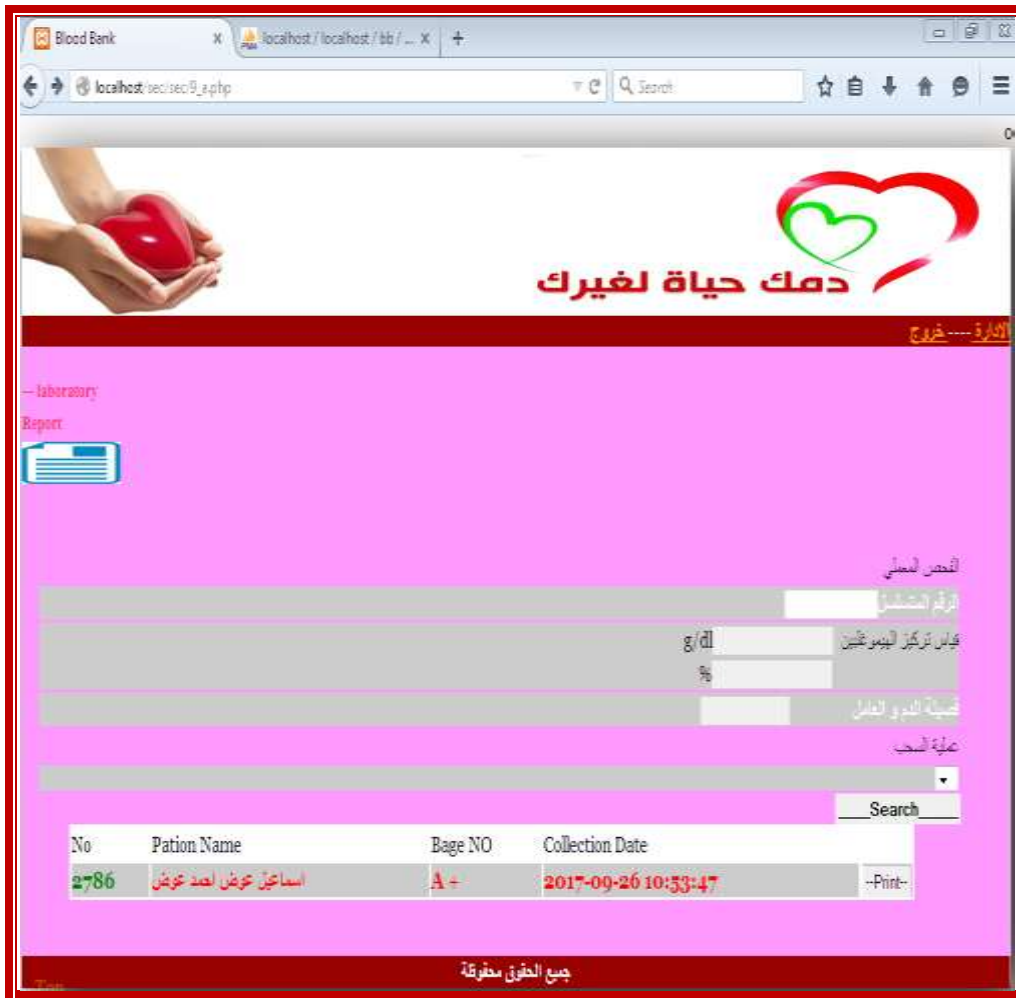 Blood Bank
localhost / localhost / bb / ...
localhost/sec/sec/9_a.php
Search
دمك حياة لغيرك
الادارة ---- خروج
-- laboratory
Report
الفحص المعملي
الرقم المتسلسل
قياس تركيز الهيموغلبين g/dl
%
فصيلة الدم و العامل
عملية السحب
____Search____
No Pation Name Bage NO Collection Date
2786 اسماعيل عوض احمد عوض A+ 2017-09-26 10:53:47 --Print--
جميع الحقوق محفوظة
Top